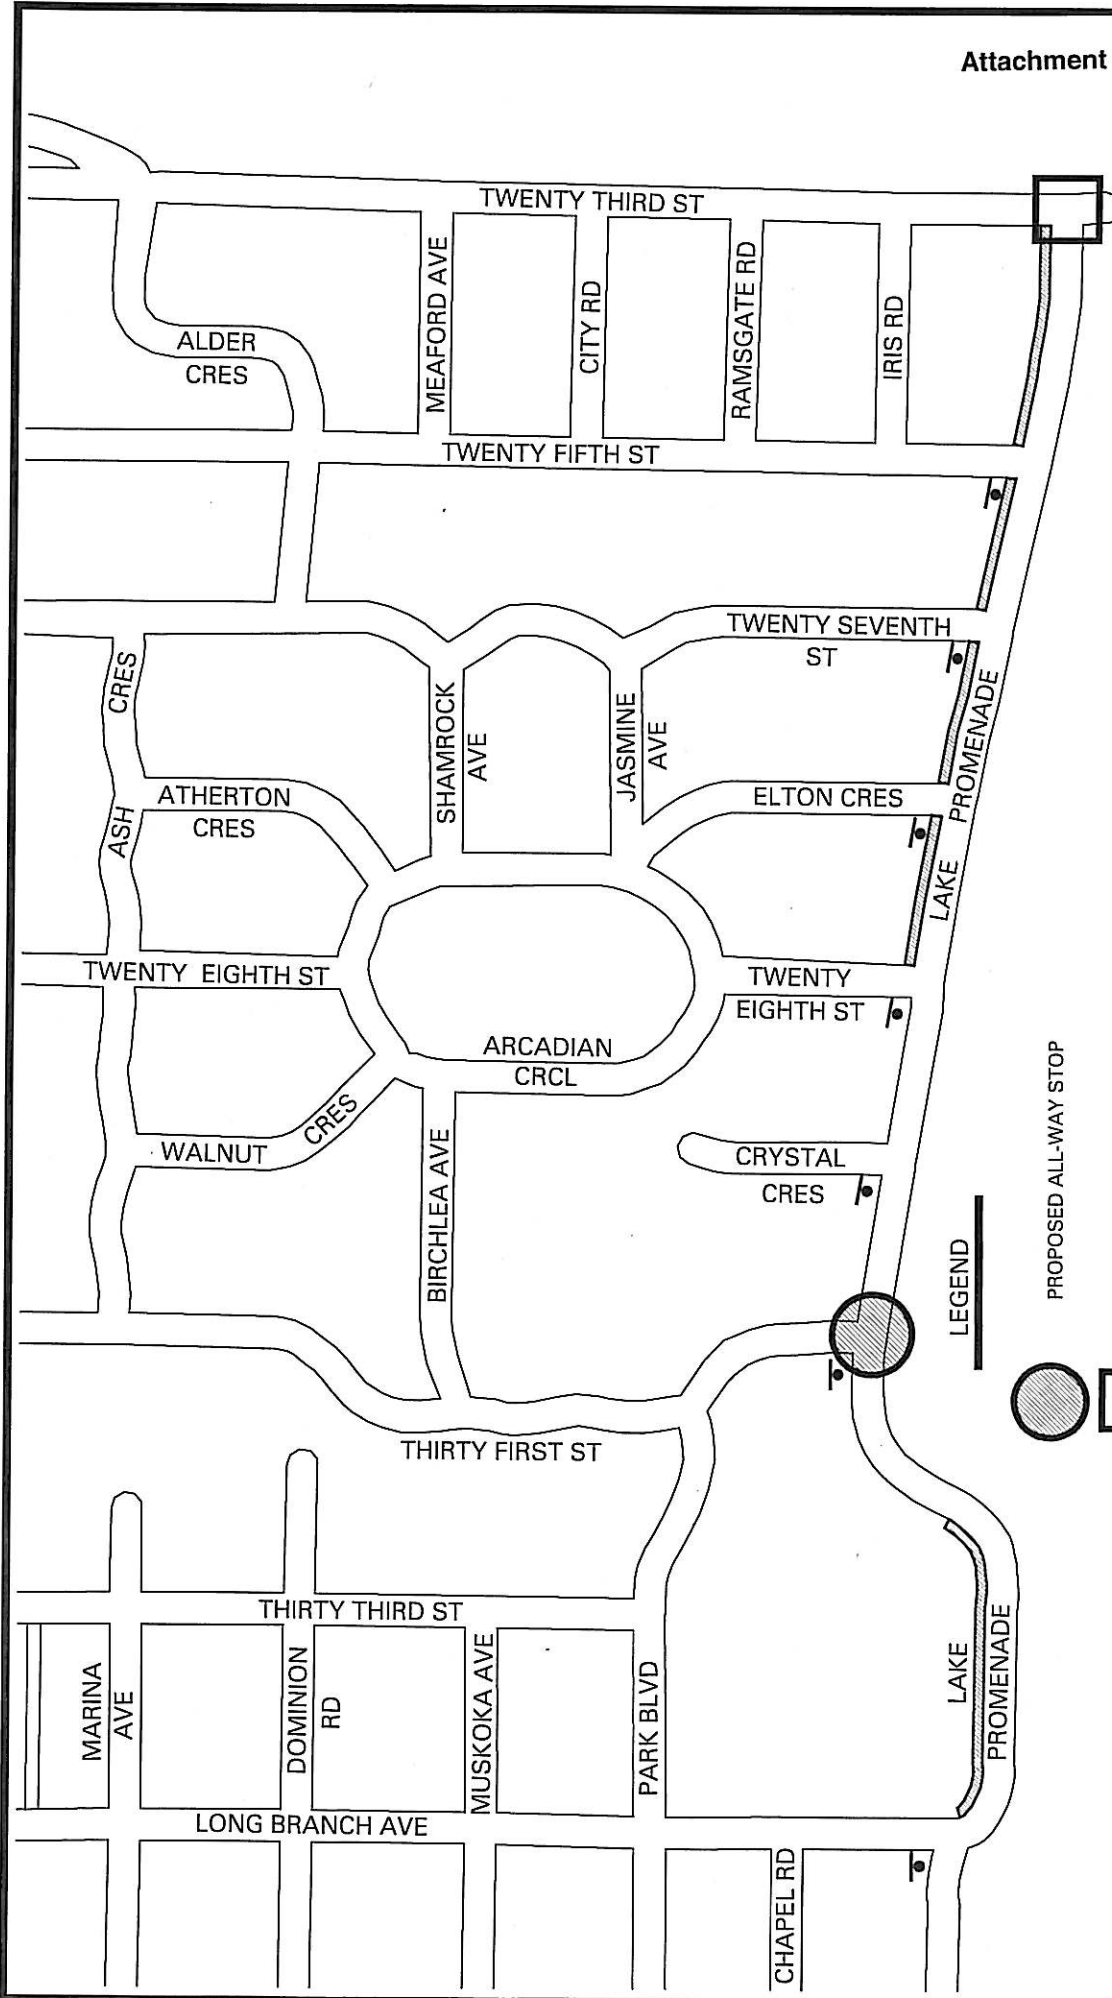 Attachment
TWENTY THIRD ST
MEAFORD AVE
CITY RD
RAMSGATE RD
IRIS RD
ALDER
CRES
TWENTY FIFTH ST
TWENTY SEVENTH
ST
CRES
ASH
SHAMROCK
AVE
JASMINE
AVE
LAKE PROMENADE
ATHERTON
CRES
ELTON CRES
TWENTY EIGHTH ST
TWENTY
EIGHTH ST
ARCADIAN
CRCL
WALNUT CRES
BIRCHLEA AVE
CRYSTAL
CRES
LEGEND
PROPOSED ALL-WAY STOP
THIRTY FIRST ST
THIRTY THIRD ST
MARINA
AVE
DOMINION
RD
MUSKOKA AVE
PARK BLVD
LAKE
PROMENADE
LONG BRANCH AVE
CHAPEL RD